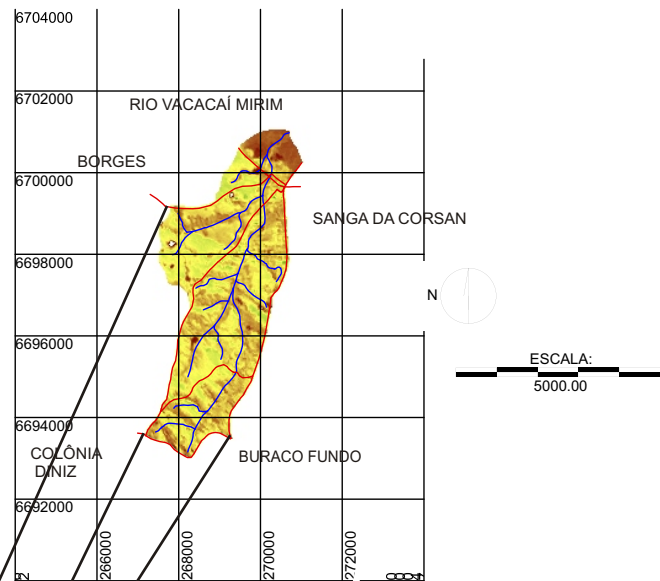 6704000
6702000
RIO VACACAÍ MIRIM
BORGES
6700000
SANGA DA CORSAN
6698000
N
6696000
ESCALA:
5000.00
6694000
COLÔNIA
DINIZ
BURACO FUNDO
6692000
266000
268000
270000
272000